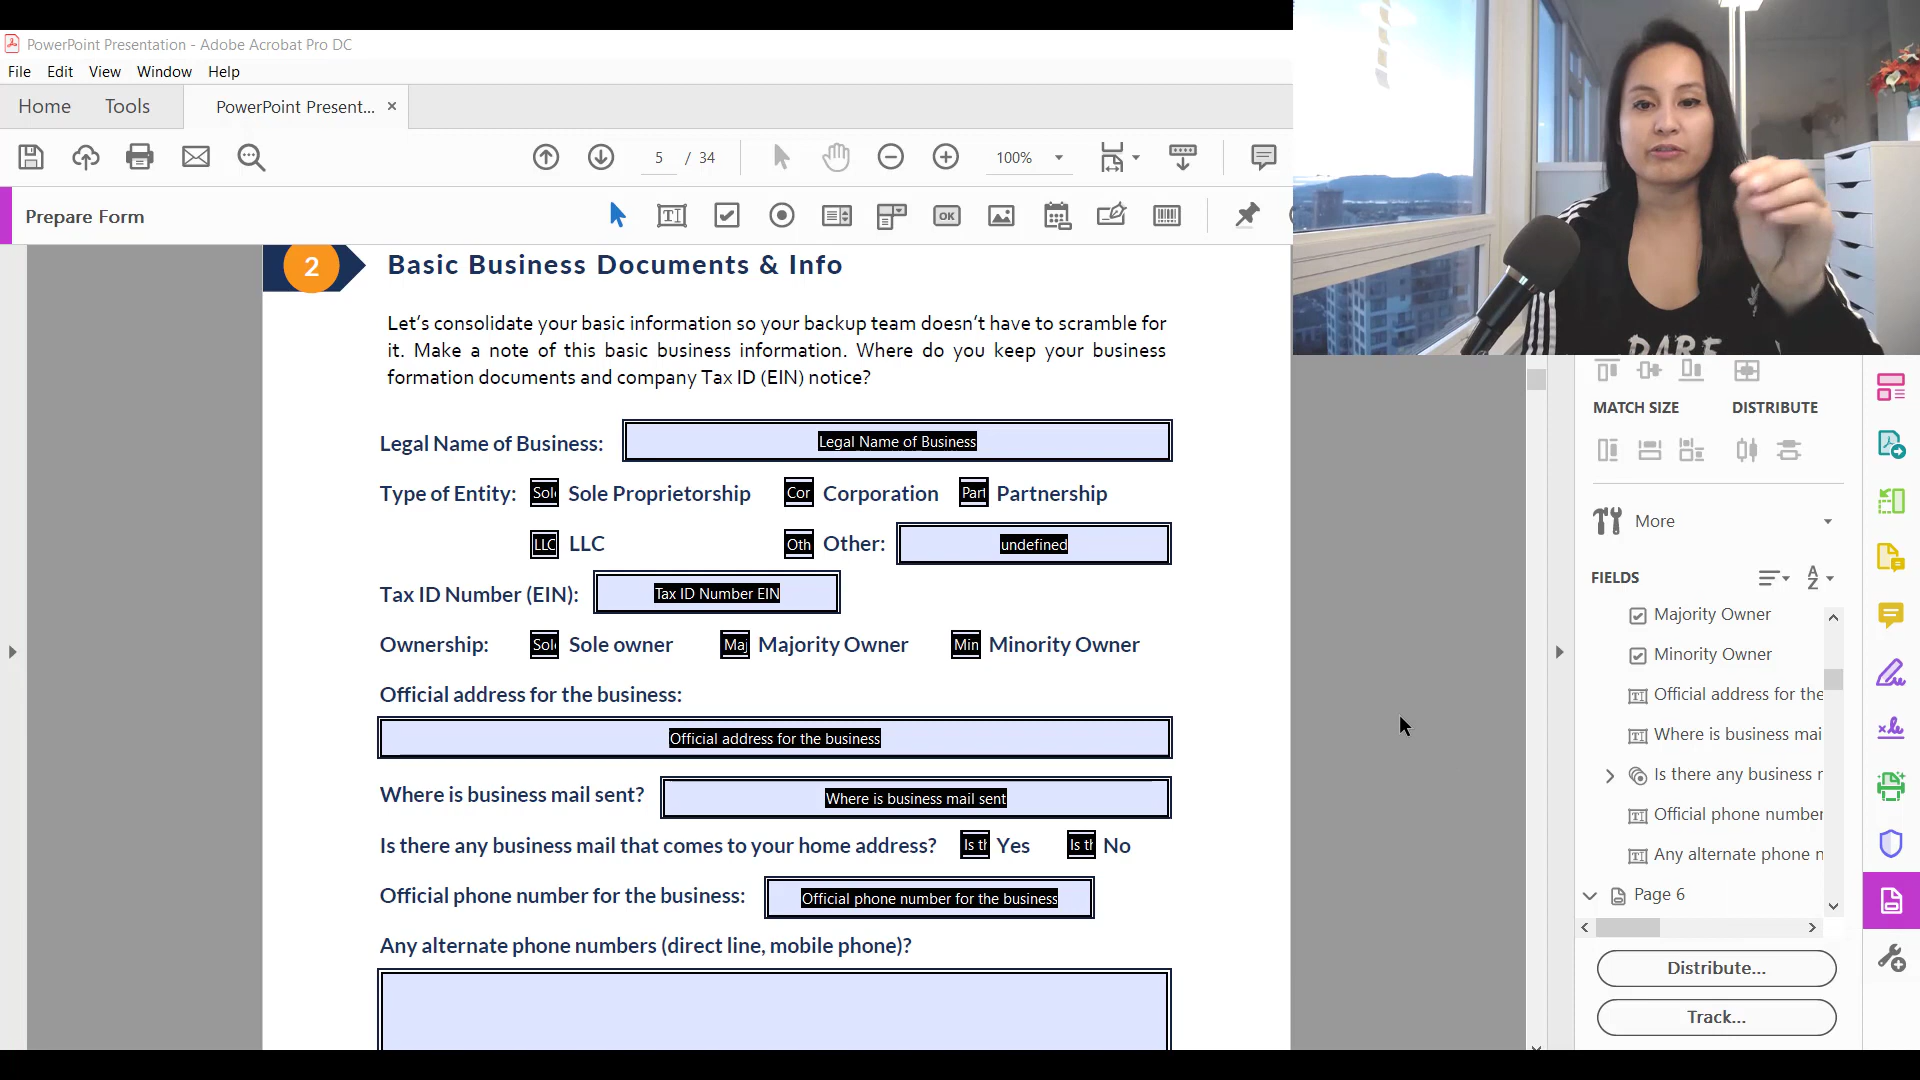 PowerPoint Presentation - Adobe Acrobat Pro DC
File Edit View Window Help
Home Tools PowerPoint Present... ×
5 / 34 100%
Prepare Form
OK
2 Basic Business Documents & Info
Let's consolidate your basic information so your backup team doesn't have to scramble for
it. Make a note of this basic business information. Where do you keep your business
formation documents and company Tax ID (EIN) notice?
Legal Name of Business: Legal Name of Business
Type of Entity: Sol Sole Proprietorship Cor Corporation Part Partnership
LLC LLC Oth Other: undefined
Tax ID Number (EIN): Tax ID Number EIN
Ownership: Sol Sole owner Maj Majority Owner Min Minority Owner
Official address for the business:
Official address for the business
Where is business mail sent? Where is business mail sent
Is there any business mail that comes to your home address? Is th Yes Is th No
Official phone number for the business: Official phone number for the business
Any alternate phone numbers (direct line, mobile phone)?
DARE
MATCH SIZE DISTRIBUTE
More
FIELDS
Majority Owner
Minority Owner
Official address for the
Where is business mai
Is there any business r
Official phone number
Any alternate phone n
Page 6
Distribute...
Track...